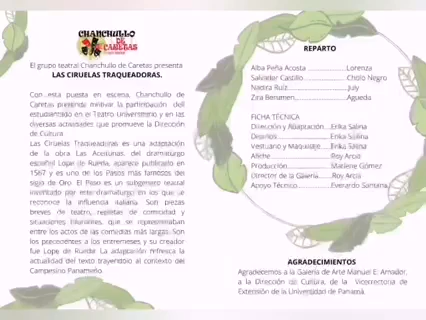 CHANCHULLO
DE
CARETAS
El grupo teatral Chanchullo de Caretas presenta
LAS CIRUELAS TRAQUEADORAS.
Con esta puesta en escena, Chanchullo de
Caretas pretende motivar la participación del
estudiantado en el Teatro Universitario y en las
diversas actividades que promueve la Dirección
de Cultura
Las Ciruelas Traqueadoras es una adaptación
de la obra Las Aceitunas, del dramaturgo
español Lope de Rueda, aparece publicado en
1567 y es uno de los Pasos más famosos del
siglo de Oro. El Paso es un subgénero teatral
inventado por este dramaturgo en los que se
reconoce la influencia italiana. Son piezas
breves de teatro, repletas de comicidad y
situaciones hilarantes, que se representaban
entre los actos de las comedias más largas. Son
los precedentes a los entremeses y su creador
fue Lope de Rueda. La adaptación refresca la
actualidad del texto trayéndolo al contexto del
Campesino Panameño.
REPARTO
Alba Peña Acosta ................Lorenza
Salvador Castillo...................Cholo Negro
Nadira Ruiz..........................July
Zira Benumen.....................Agueda
FICHA TÉCNICA
Dirección y Adaptación ...Erika Salina
Diseños..............................Erika Salina
Vestuario y Maquillaje......Erika Salina
Afiche ................................Roy Arcia
Producción........................Marlene Gómez
Director de la Galería.......Roy Arcia
Apoyo Técnico..................Everardo Santana
AGRADECIMIENTOS
Agradecemos a la Galería de Arte Manuel E. Amador,
a la Dirección de Cultura, de la Vicerrectoría de
Extensión de la Universidad de Panamá.